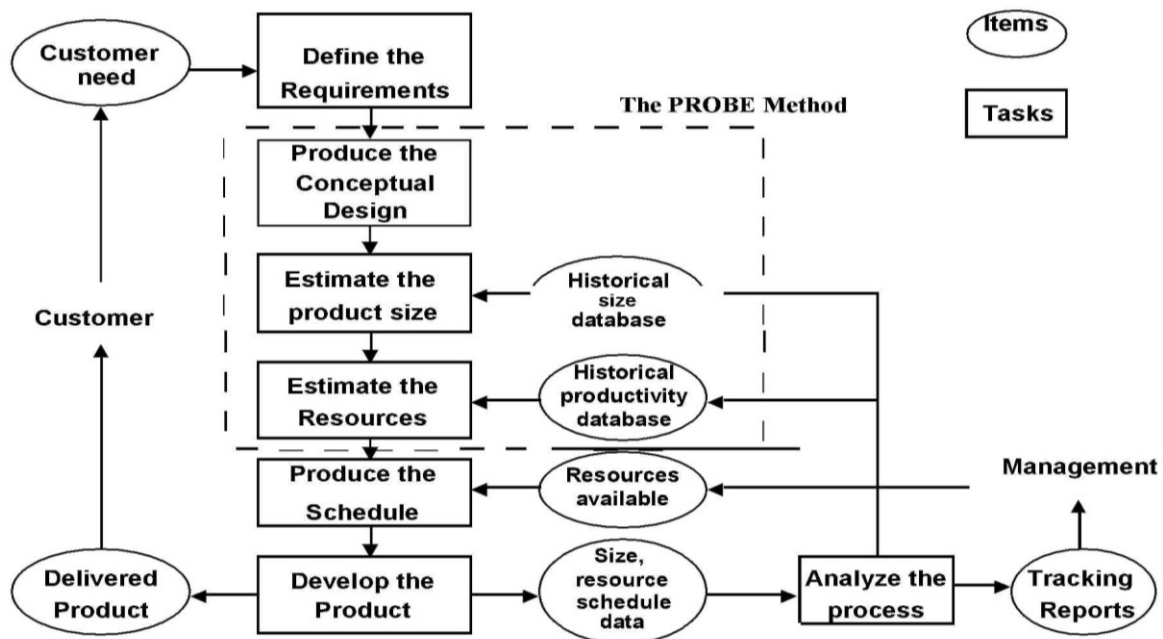 Customer
need
Define the
Requirements
Items
The PROBE Method
Tasks
Produce the
Conceptual
Design
Estimate the
product size
Historical
size
database
Customer
Estimate the
Resources
Historical
productivity
database
Produce the
Schedule
Resources
available
Management
Delivered
Product
Develop the
Product
Size,
resource
schedule
data
Analyze the
process
Tracking
Reports